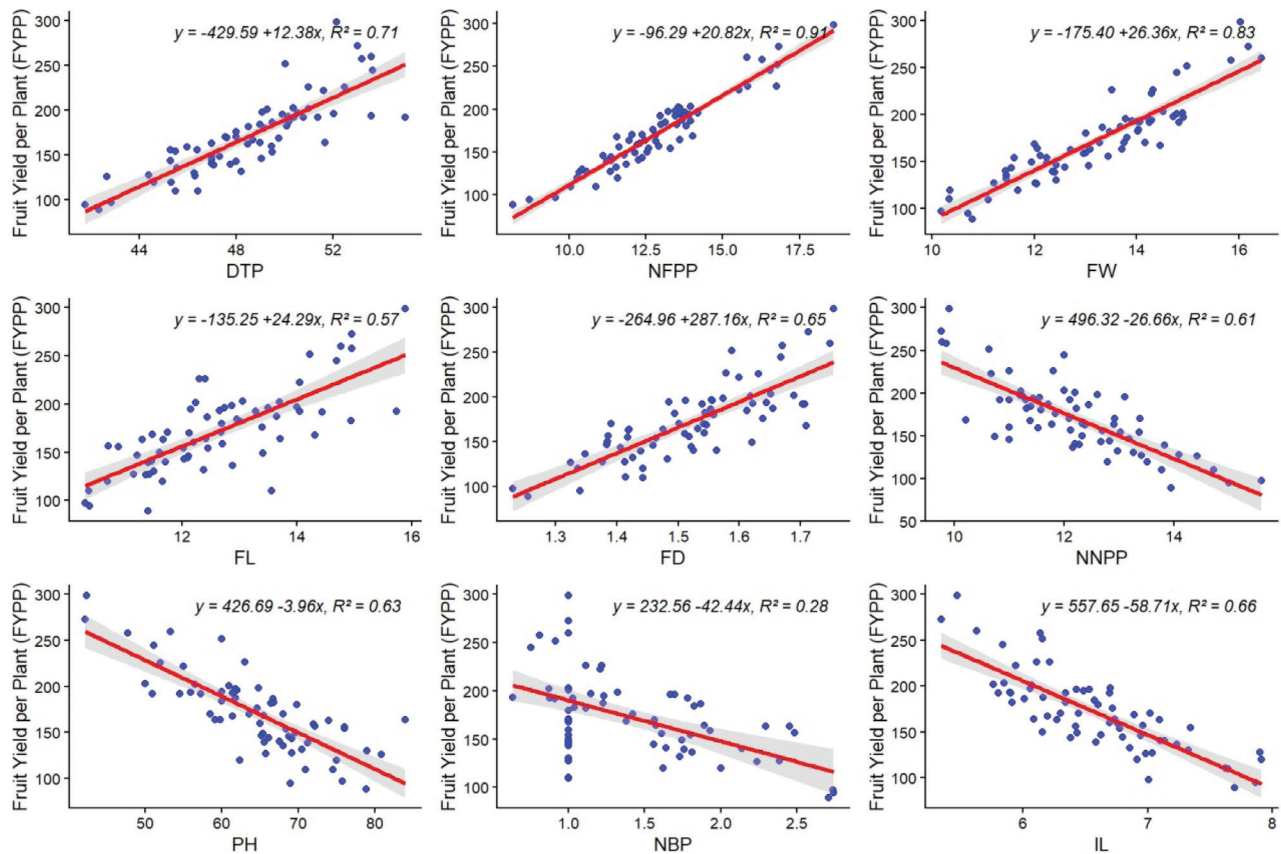 y = -429.59 +12.38x, R² = 0.71
Fruit Yield per Plant (FYPP)
300
250
200
150
100
44 48 52
DTP
y = -96.29 +20.82x, R² = 0.91
Fruit Yield per Plant (FYPP)
300
250
200
150
100
10.0 12.5 15.0 17.5
NFPP
y = -175.40 +26.36x, R² = 0.83
Fruit Yield per Plant (FYPP)
300
250
200
150
100
10 12 14 16
FW
y = -135.25 +24.29x, R² = 0.57
Fruit Yield per Plant (FYPP)
300
250
200
150
100
12 14 16
FL
y = -264.96 +287.16x, R² = 0.65
Fruit Yield per Plant (FYPP)
300
250
200
150
100
1.3 1.4 1.5 1.6 1.7
FD
y = 496.32 -26.66x, R² = 0.61
Fruit Yield per Plant (FYPP)
300
250
200
150
100
50
10 12 14
NNPP
y = 426.69 -3.96x, R² = 0.63
Fruit Yield per Plant (FYPP)
300
250
200
150
100
50 60 70 80
PH
y = 232.56 -42.44x, R² = 0.28
Fruit Yield per Plant (FYPP)
300
250
200
150
100
1.0 1.5 2.0 2.5
NBP
y = 557.65 -58.71x, R² = 0.66
Fruit Yield per Plant (FYPP)
300
250
200
150
100
6 7 8
IL